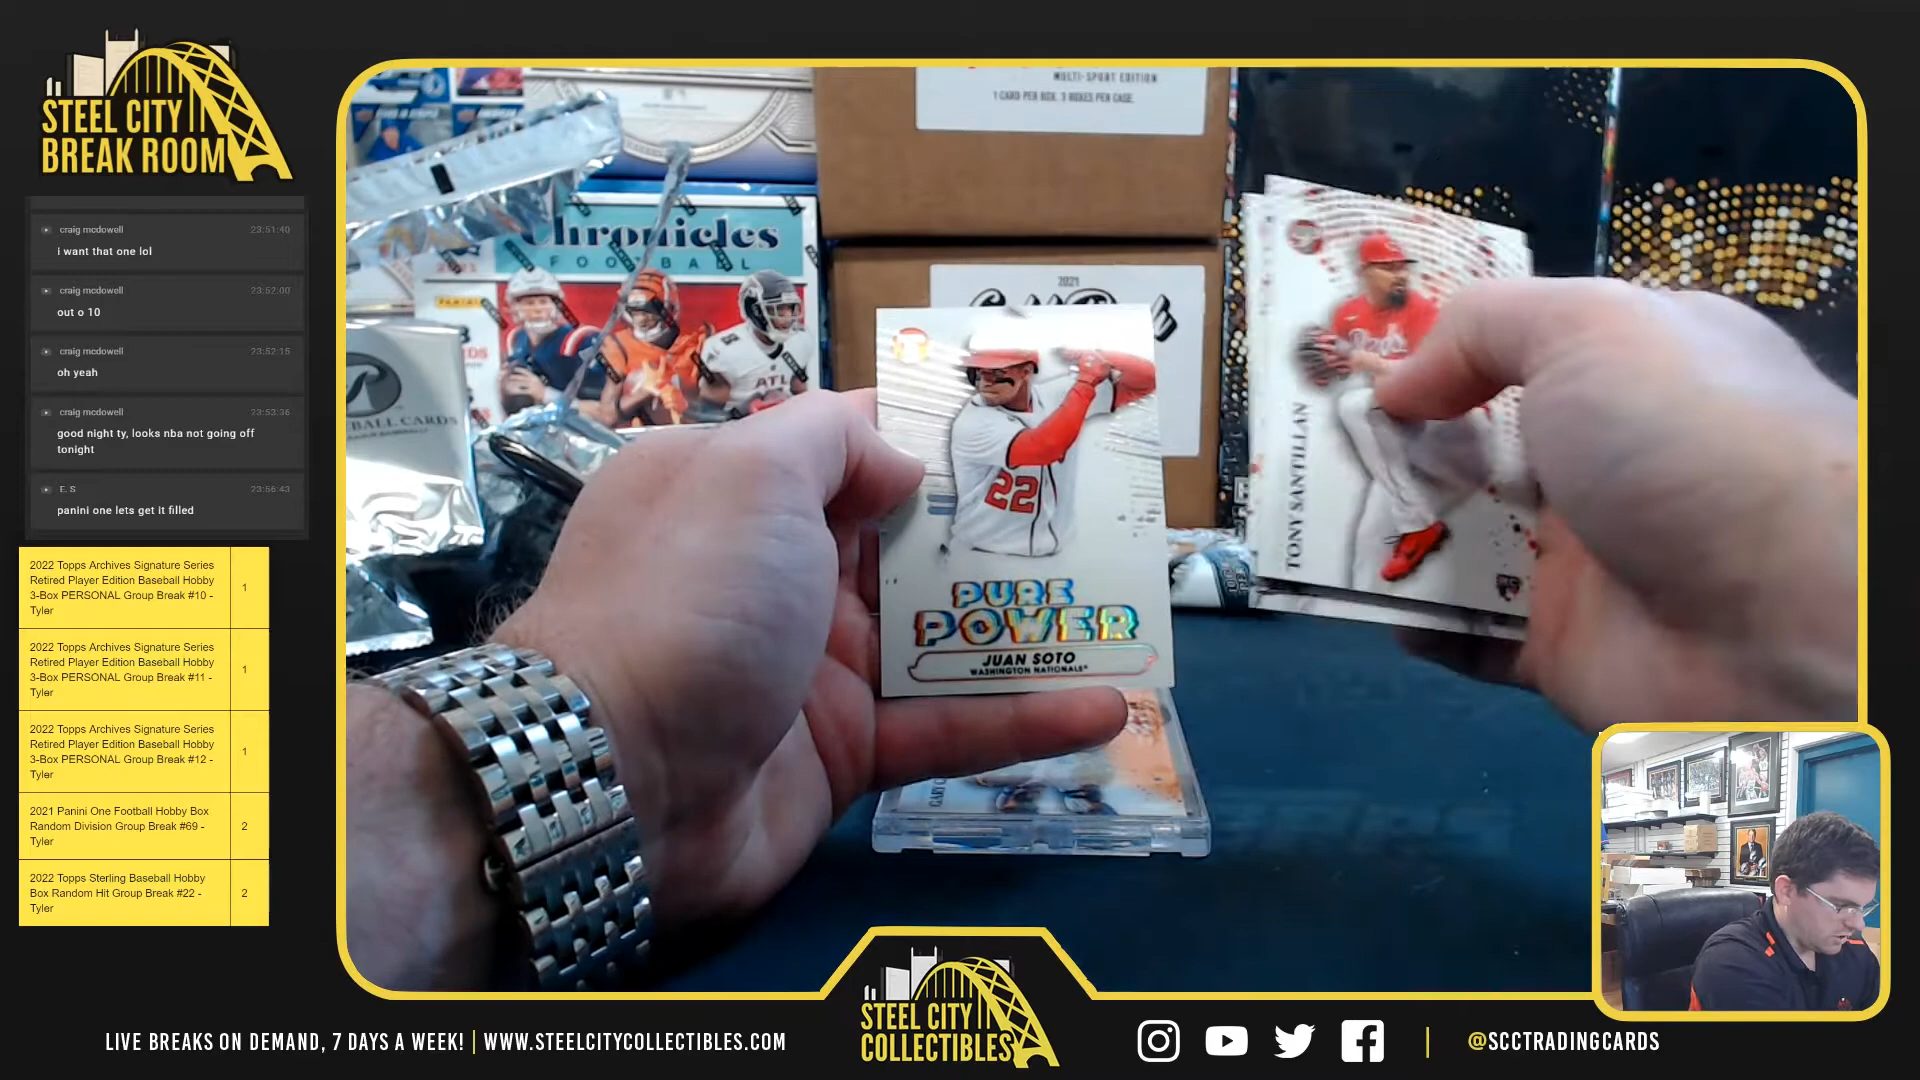 STEEL CITY
BREAK ROOM
craig mcdowell 23:51:40
i want that one lol
craig mcdowell 23:52:00
out o 10
craig mcdowell 23:52:15
oh yeah
craig mcdowell 23:53:36
good night ty, looks nba not going off
tonight
E. S 23:56:43
panini one lets get it filled
2022 Topps Archives Signature Series
Retired Player Edition Baseball Hobby
3-Box PERSONAL Group Break #10 -
Tyler
1
2022 Topps Archives Signature Series
Retired Player Edition Baseball Hobby
3-Box PERSONAL Group Break #11 -
Tyler
1
2022 Topps Archives Signature Series
Retired Player Edition Baseball Hobby
3-Box PERSONAL Group Break #12 -
Tyler
1
2021 Panini One Football Hobby Box
Random Division Group Break #69 -
Tyler
2
2022 Topps Sterling Baseball Hobby
Box Random Hit Group Break #22 -
Tyler
2
MULTI-SPORT EDITION
1 CARD PER BOX. 3 BOXES PER CASE.
Chronicles
FOOTBALL
2021
PANINI
ATL
2021
BALL CARDS
22
PURE
POWER
JUAN SOTO
WASHINGTON NATIONALS
Reds
TONY SANTILLAN
RC
GARY
STEEL CITY
COLLECTIBLES
LIVE BREAKS ON DEMAND, 7 DAYS A WEEK! | WWW.STEELCITYCOLLECTIBLES.COM
| @SCCTRADINGCARDS